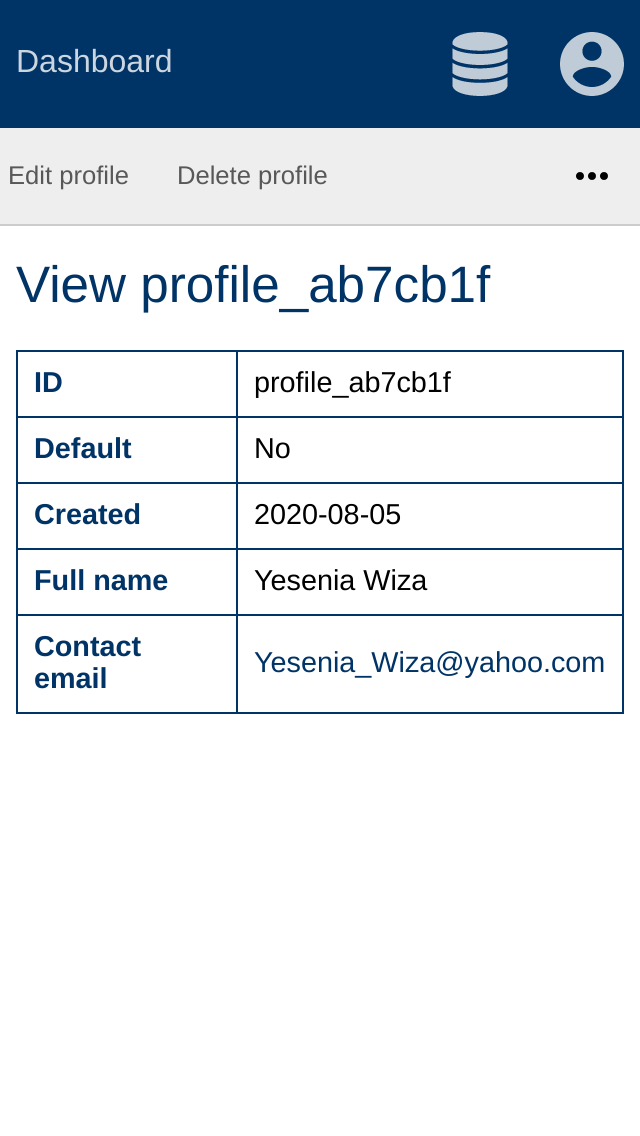 Dashboard
Edit profile Delete profile
View profile_ab7cb1f
ID profile_ab7cb1f
Default No
Created 2020-08-05
Full name Yesenia Wiza
Contact
email
Yesenia_Wiza@yahoo.com